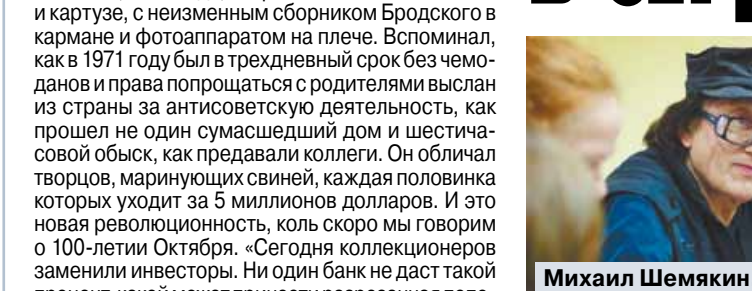 и картузе, с неизменным сборником Бродского в
кармане и фотоаппаратом на плече. Вспоминал,
как в 1971 году был в трехдневный срок без чемо-
данов и права попрощаться с родителями выслан
из страны за антисоветскую деятельность, как
прошел не один сумасшедший дом и шестича-
совой обыск, как предавали коллеги. Он обличал
творцов, маринующих свиней, каждая половинка
которых уходит за 5 миллионов долларов. И это
новая революционность, коль скоро мы говорим
о 100-летии Октября. «Сегодня коллекционеров
заменили инвесторы. Ни один банк не даст такой
Михаил Шемякин